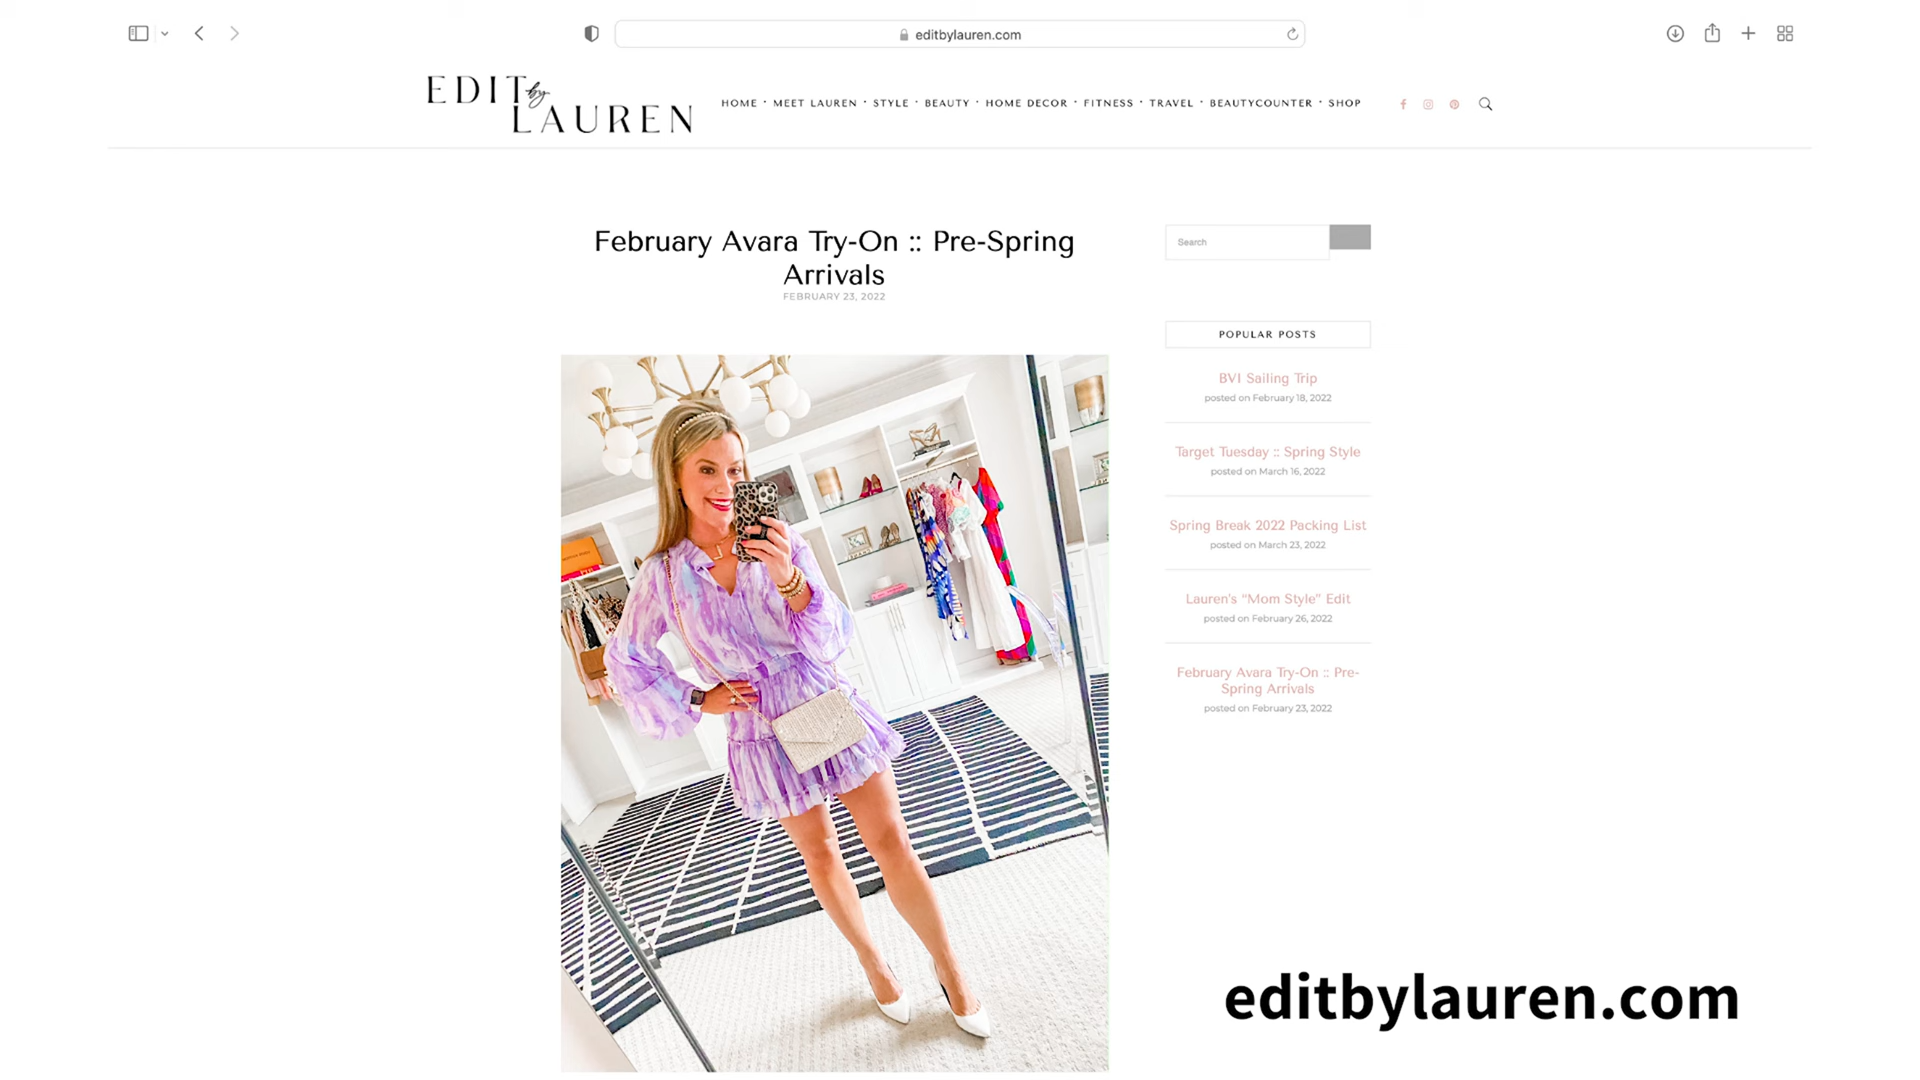 editbylauren.com
EDIT by LAUREN
HOME · MEET LAUREN · STYLE · BEAUTY · HOME DECOR · FITNESS · TRAVEL · BEAUTYCOUNTER · SHOP
February Avara Try-On :: Pre-Spring
Arrivals
FEBRUARY 23, 2022
Search
POPULAR POSTS
BVI Sailing Trip
posted on February 18, 2022
Target Tuesday :: Spring Style
posted on March 16, 2022
Spring Break 2022 Packing List
posted on March 23, 2022
Lauren's “Mom Style” Edit
posted on February 26, 2022
February Avara Try-On :: Pre-
Spring Arrivals
posted on February 23, 2022
editbylauren.com